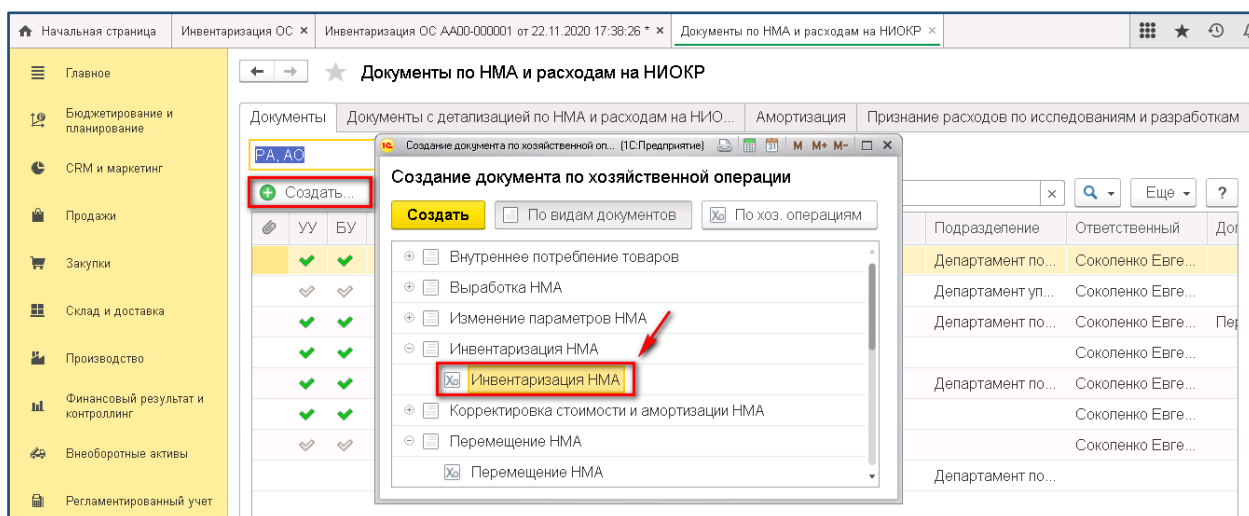 Начальная страница Инвентаризация ОС × Инвентаризация ОС АА00-000001 от 22.11.2020 17:38:26 * × Документы по НМА и расходам на НИОКР ×
Главное
Документы по НМА и расходам на НИОКР
Бюджетирование и
планирование
Документы Документы с детализацией по НМА и расходам на НИО... Амортизация Признание расходов по исследованиям и разработкам
РА, АО
Создание документа по хозяйственной оп... (1С:Предприятие) M M+ M-
CRM и маркетинг
Создание документа по хозяйственной операции
Создать...
× Еще ?
Продажи
Создать По видам документов По хоз. операциям
УУ БУ
Подразделение Ответственный
Внутреннее потребление товаров
Департамент по... Соколенко Евге...
Закупки
Выработка НМА
Департамент уп... Соколенко Евге...
Склад и доставка
Изменение параметров НМА
Департамент по... Соколенко Евге...
Инвентаризация НМА
Соколенко Евге...
Производство
Инвентаризация НМА
Департамент по... Соколенко Евге...
Финансовый результат и
контроллинг
Корректировка стоимости и амортизации НМА
Соколенко Евге...
Перемещение НМА
Соколенко Евге...
Внеоборотные активы
Перемещение НМА
Департамент по...
Регламентированный учет